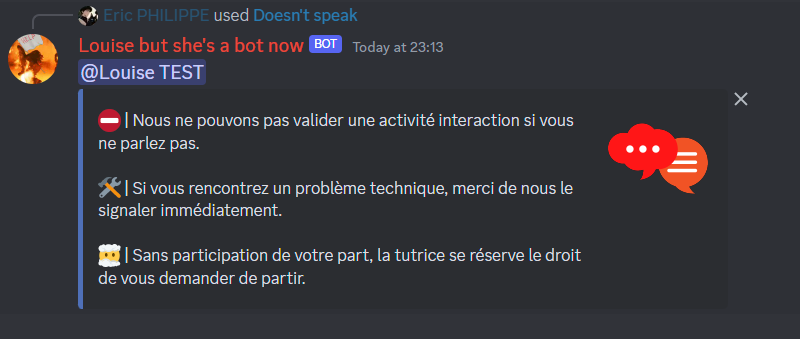 Eric PHILIPPE used Doesn't speak
Louise but she's a bot now BOT Today at 23:13
@Louise TEST
| Nous ne pouvons pas valider une activité interaction si vous
ne parlez pas.
| Si vous rencontrez un problème technique, merci de nous le
signaler immédiatement.
| Sans participation de votre part, la tutrice se réserve le droit
de vous demander de partir.